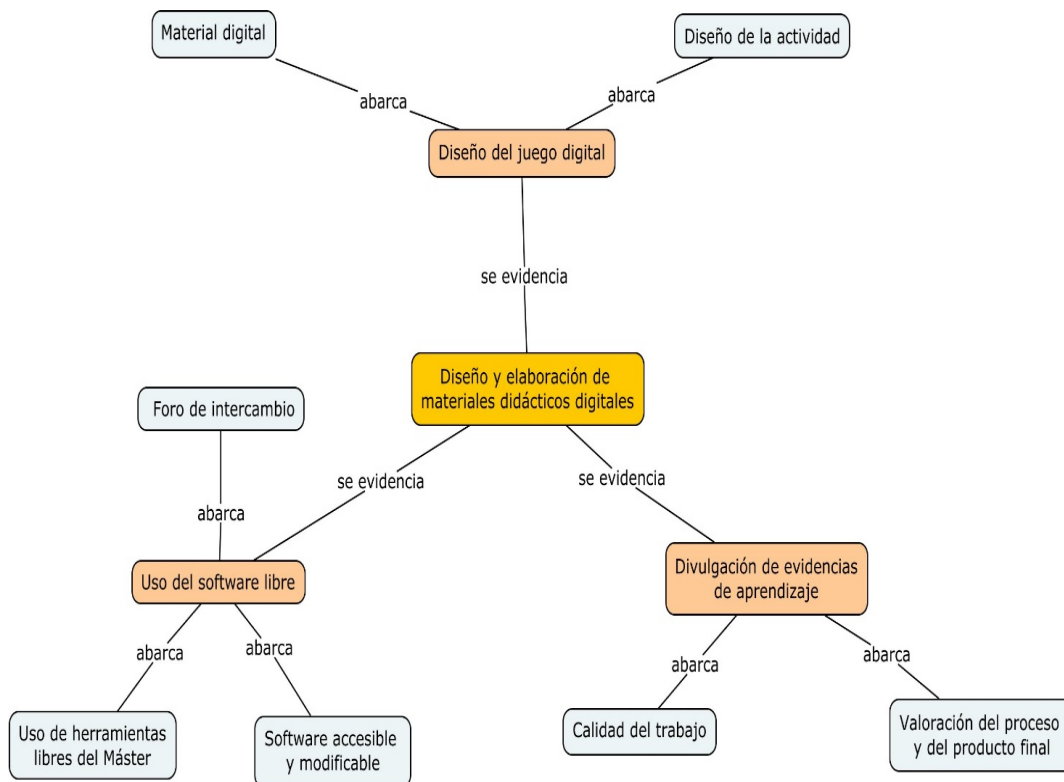 Material digital
Diseño de la actividad
abarca
abarca
Diseño del juego digital
se evidencia
Diseño y elaboración de
materiales didácticos digitales
Foro de intercambio
se evidencia
se evidencia
abarca
Uso del software libre
Divulgación de evidencias
de aprendizaje
abarca
abarca
abarca
abarca
Uso de herramientas
libres del Máster
Software accesible
y modificable
Calidad del trabajo
Valoración del proceso
y del producto final